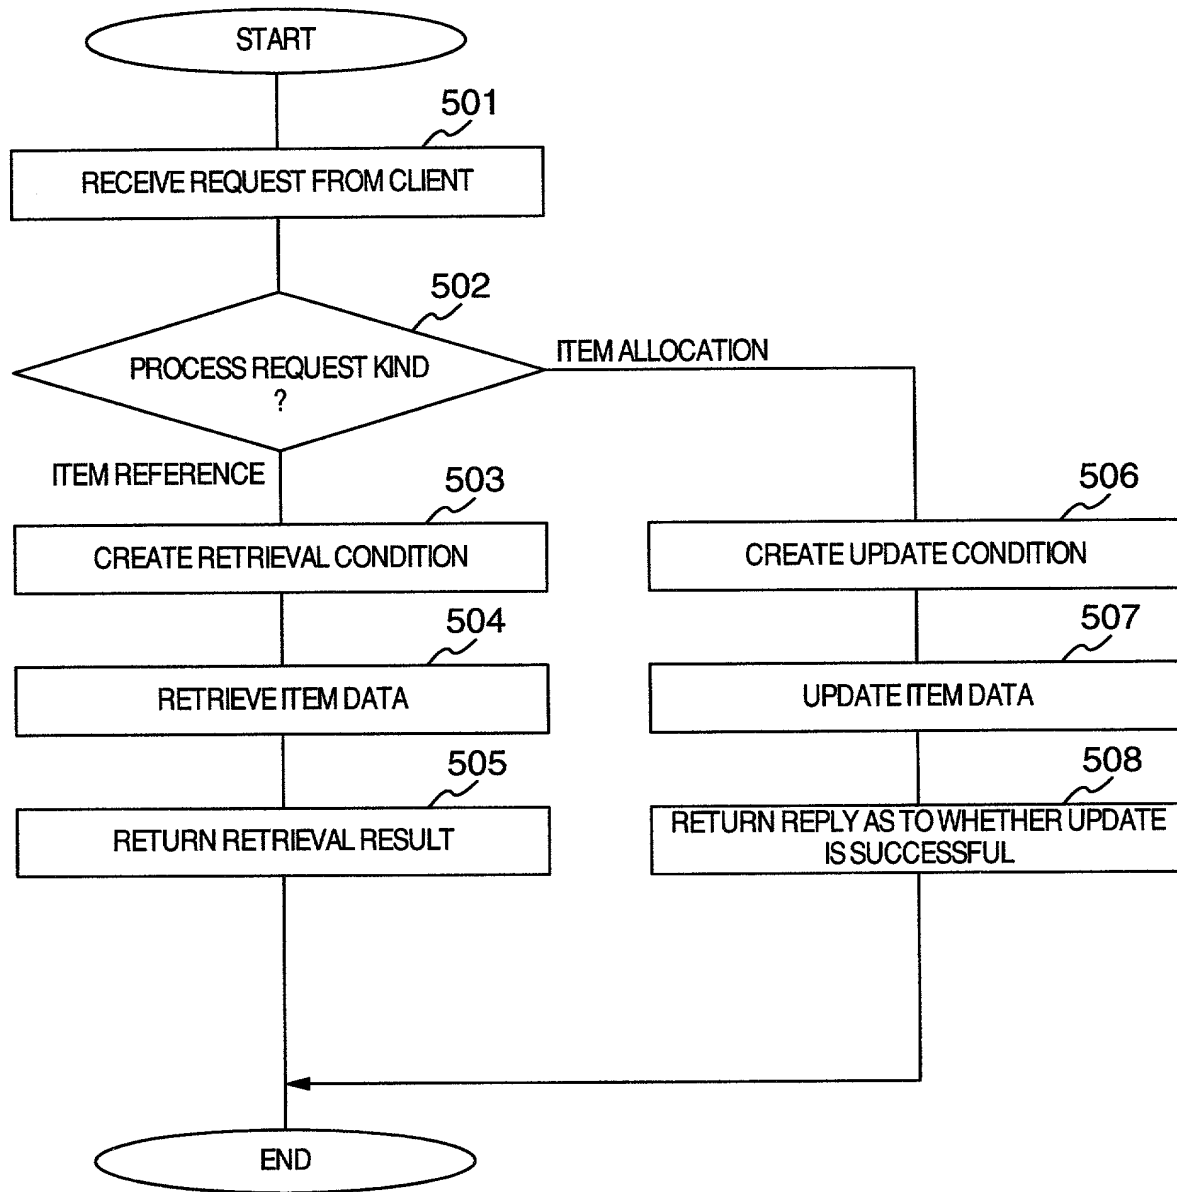 START
501
RECEIVE REQUEST FROM CLIENT
502
PROCESS REQUEST KIND
?
ITEM ALLOCATION
ITEM REFERENCE
503
CREATE RETRIEVAL CONDITION
504
RETRIEVE ITEM DATA
505
RETURN RETRIEVAL RESULT
506
CREATE UPDATE CONDITION
507
UPDATE ITEM DATA
508
RETURN REPLY AS TO WHETHER UPDATE
IS SUCCESSFUL
END